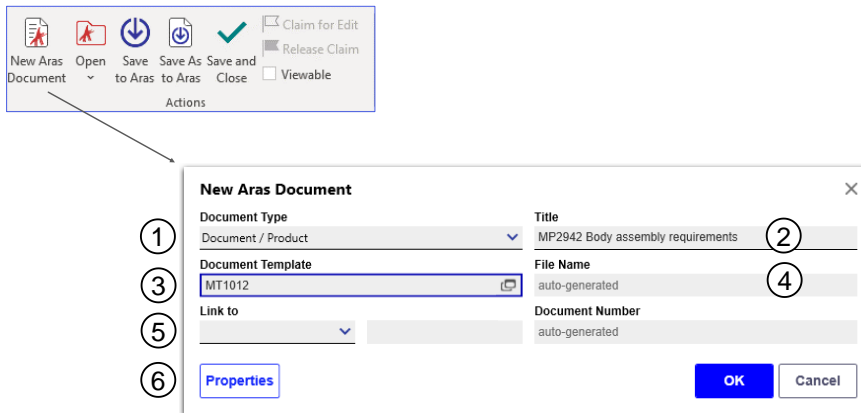 New Aras Document
Open
Save to Aras
Save As to Aras
Save and Close
Claim for Edit
Release Claim
Viewable
Actions
New Aras Document
Document Type
Title
1
Document / Product
MP2942 Body assembly requirements
2
Document Template
File Name
3
MT1012
auto-generated
4
Link to
Document Number
5
auto-generated
6
Properties
OK
Cancel